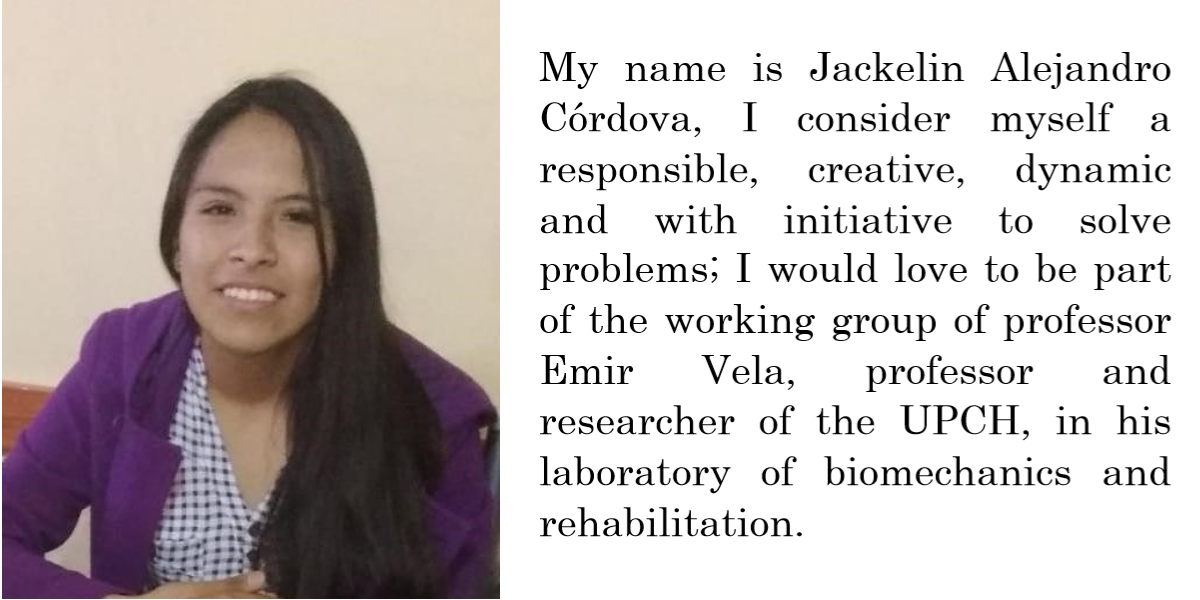 My name is Jackelin Alejandro
Córdova, I consider myself a
responsible, creative, dynamic
and with initiative to solve
problems; I would love to be part
of the working group of professor
Emir Vela, professor and
researcher of the UPCH, in his
laboratory of biomechanics and
rehabilitation.